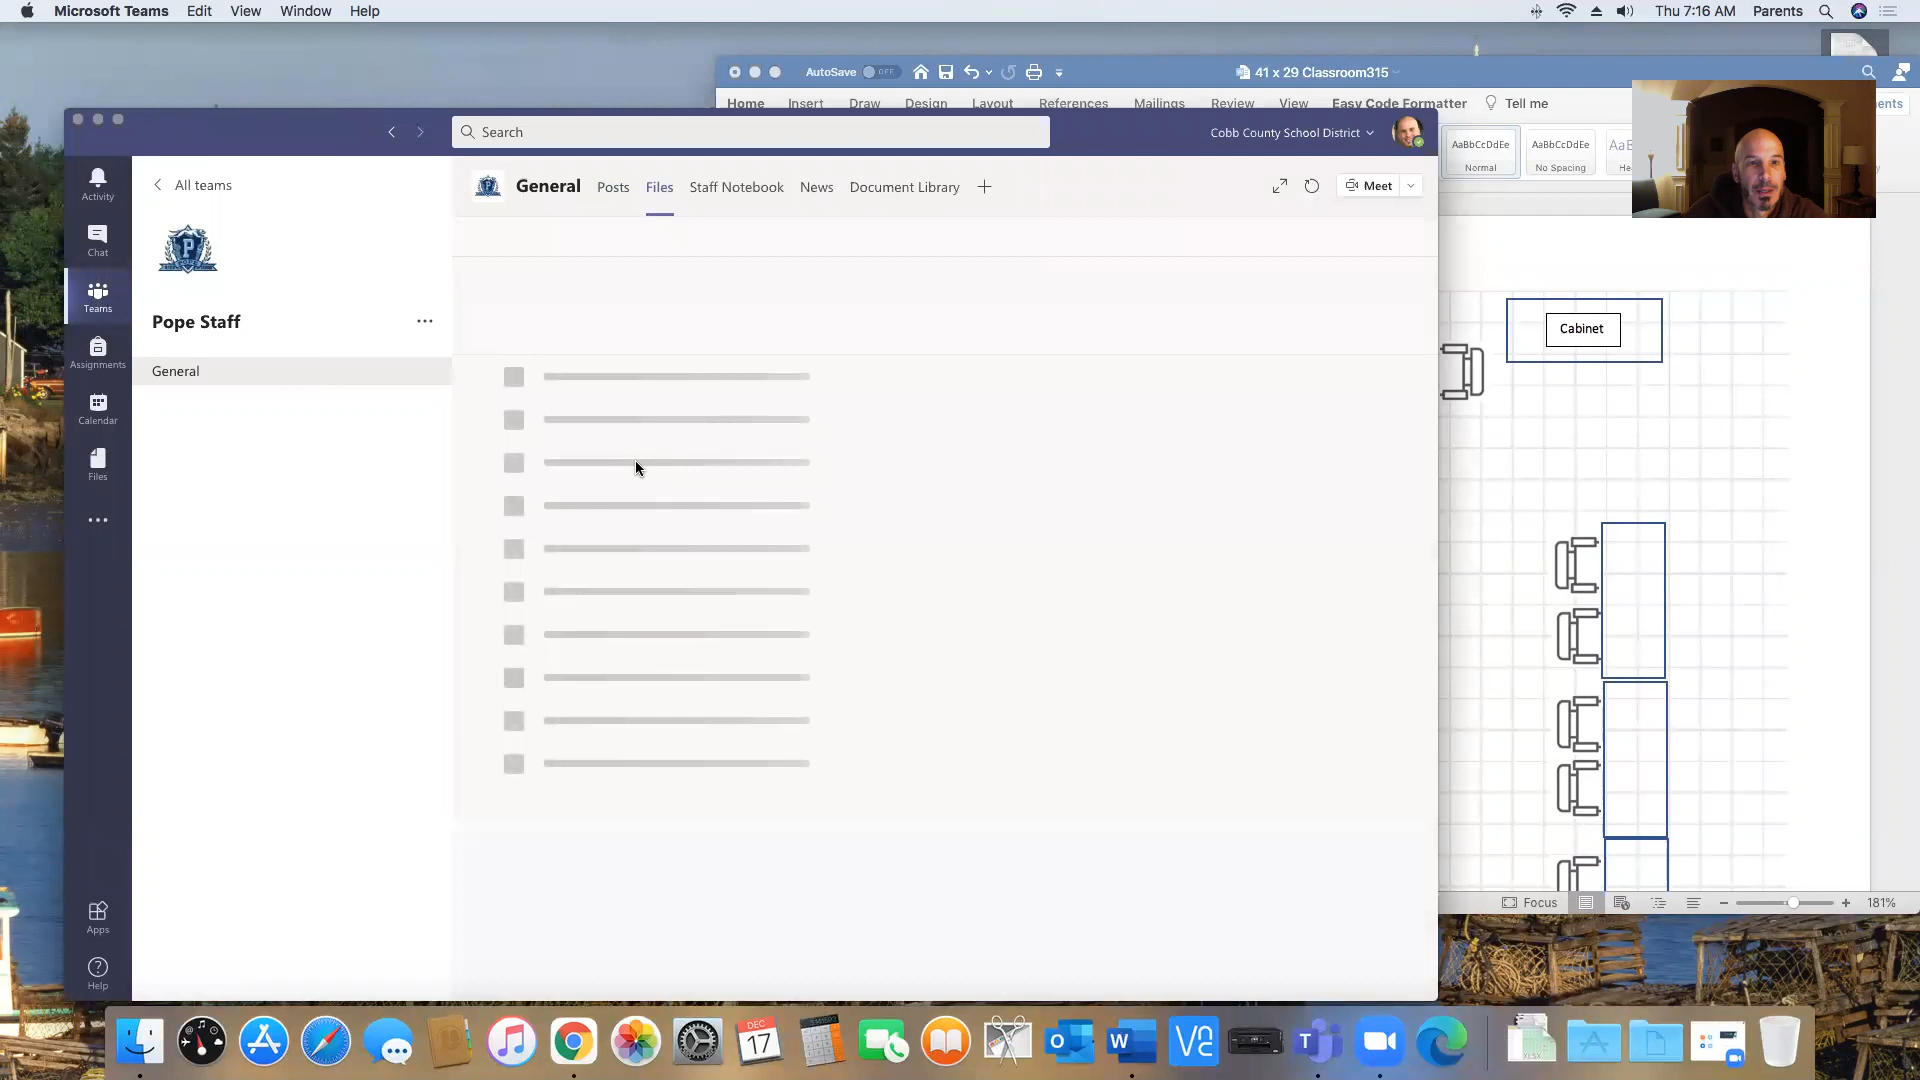 Microsoft Teams Edit View Window Help
Thu 7:16 AM Parents
AutoSave OFF
41 x 29 Classroom315
Home Insert Draw Design Layout References Mailings Review View Easy Code Formatter Tell me
AaBbCcDdEe AaBbCcDdEe
Normal No Spacing
Search
Cobb County School District
Activity
Chat
Teams
Assignments
Calendar
Files
Apps
Help
All teams
P
Pope Staff
General
General Posts Files Staff Notebook News Document Library
Meet
Cabinet
Focus
181%
DEC
17